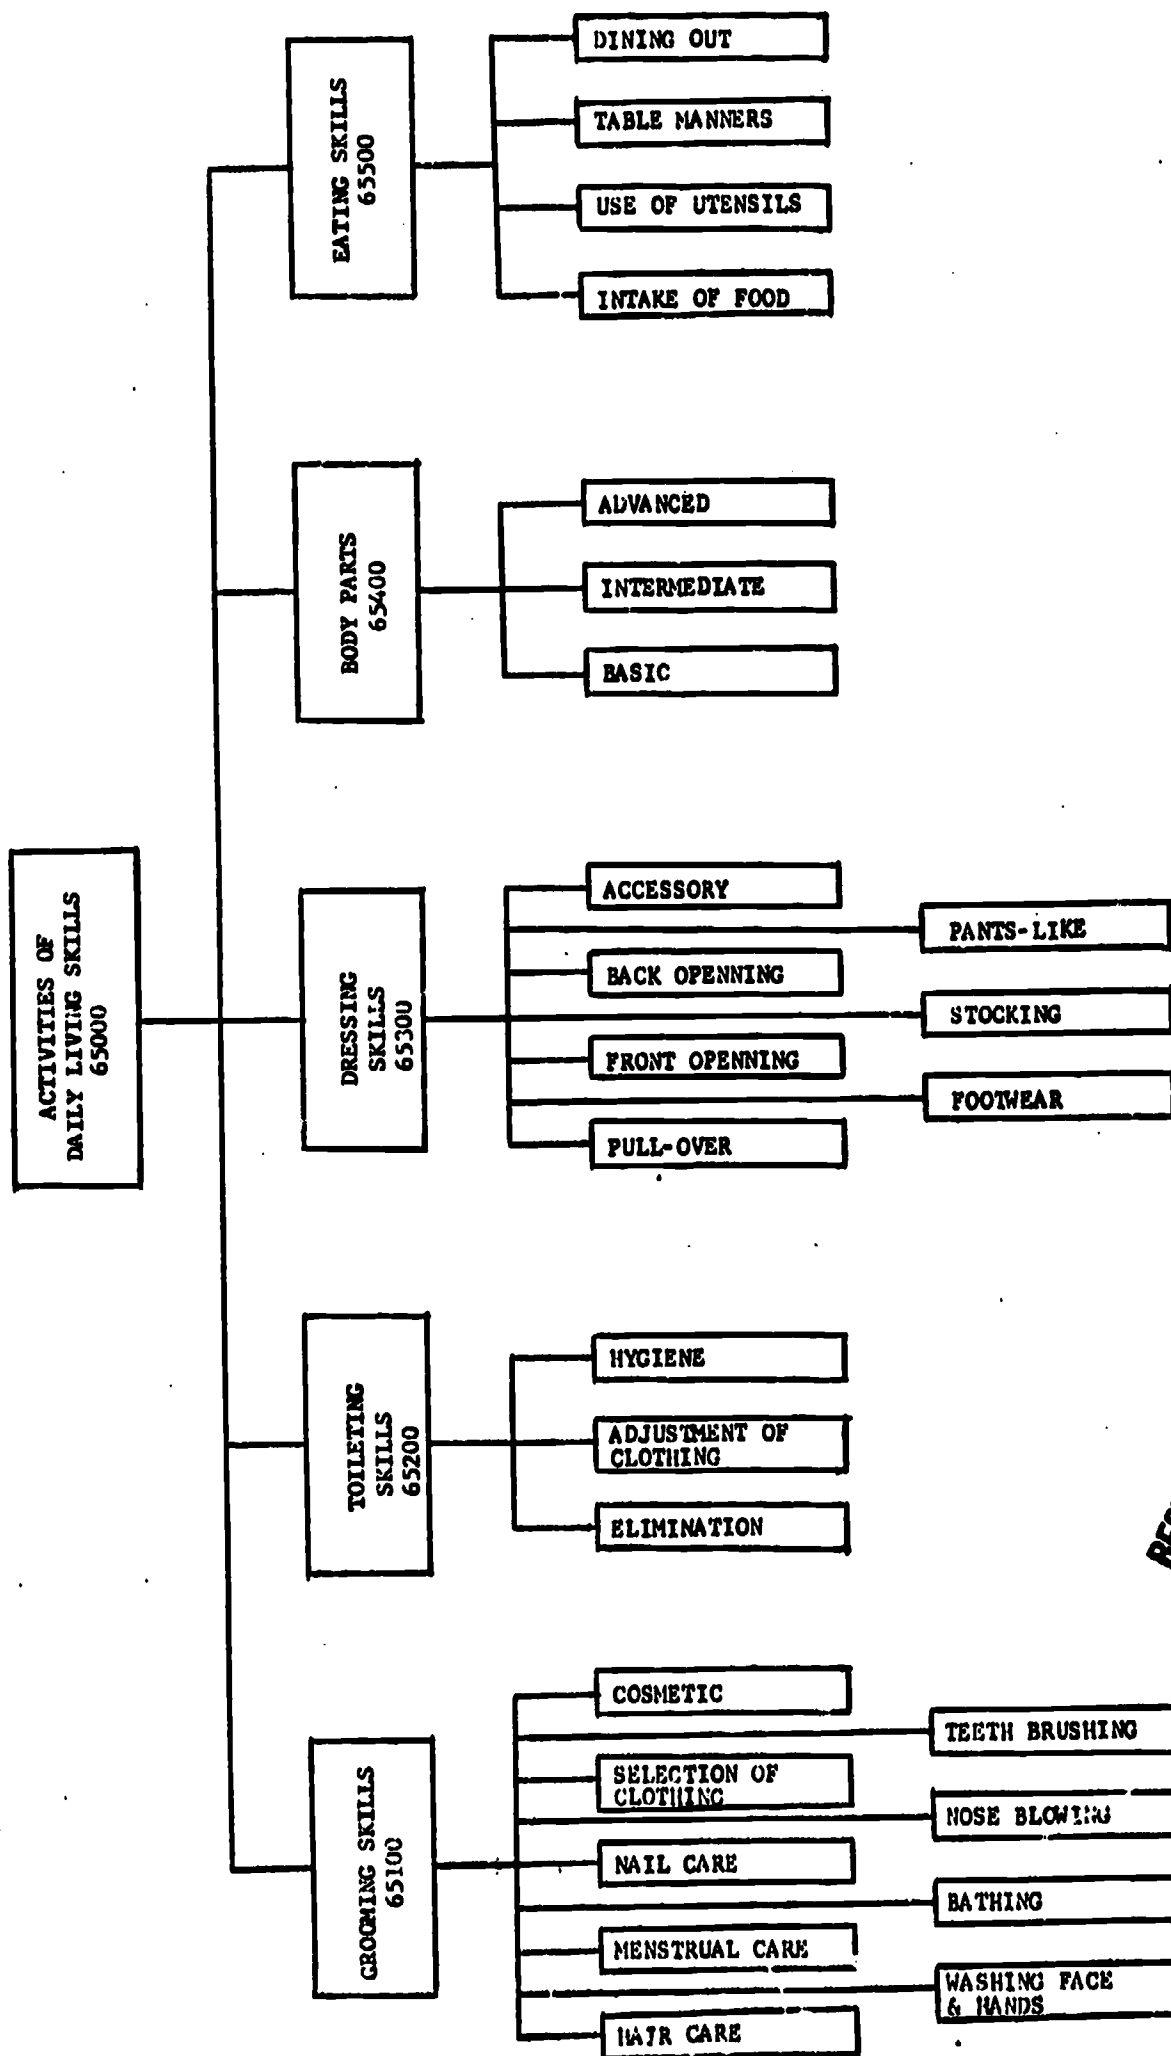 ACTIVITIES OF
DAILY LIVING SKILLS
65000
GROOMING SKILLS
65100
TOILETING
SKILLS
65200
DRESSING
SKILLS
65300
BODY PARTS
65400
EATING SKILLS
65500
COSMETIC
TEETH BRUSHING
SELECTION OF
CLOTHING
NOSE BLOWING
NAIL CARE
BATHING
MENSTRUAL CARE
WASHING FACE
& HANDS
HAIR CARE
HYGIENE
ADJUSTMENT OF
CLOTHING
ELIMINATION
ACCESSORY
PANTS-LIKE
BACK OPENNING
STOCKING
FRONT OPENNING
FOOTWEAR
PULL-OVER
ADVANCED
INTERMEDIATE
BASIC
DINING OUT
TABLE MANNERS
USE OF UTENSILS
INTAKE OF FOOD